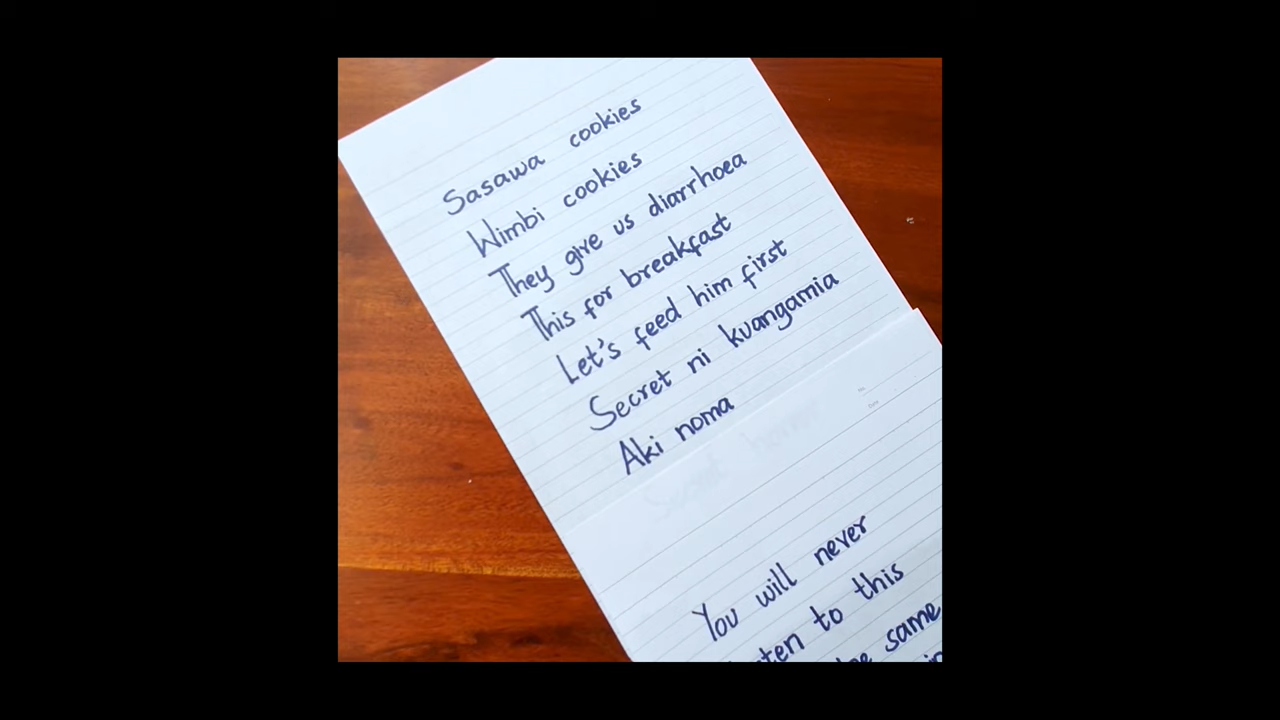 Sasawa cookies
Wimbi cookies
They give us diarrhoea
This for breakfast
Let's feed him first
Secret ni kuangamia
Aki noma
You will never
to this
same